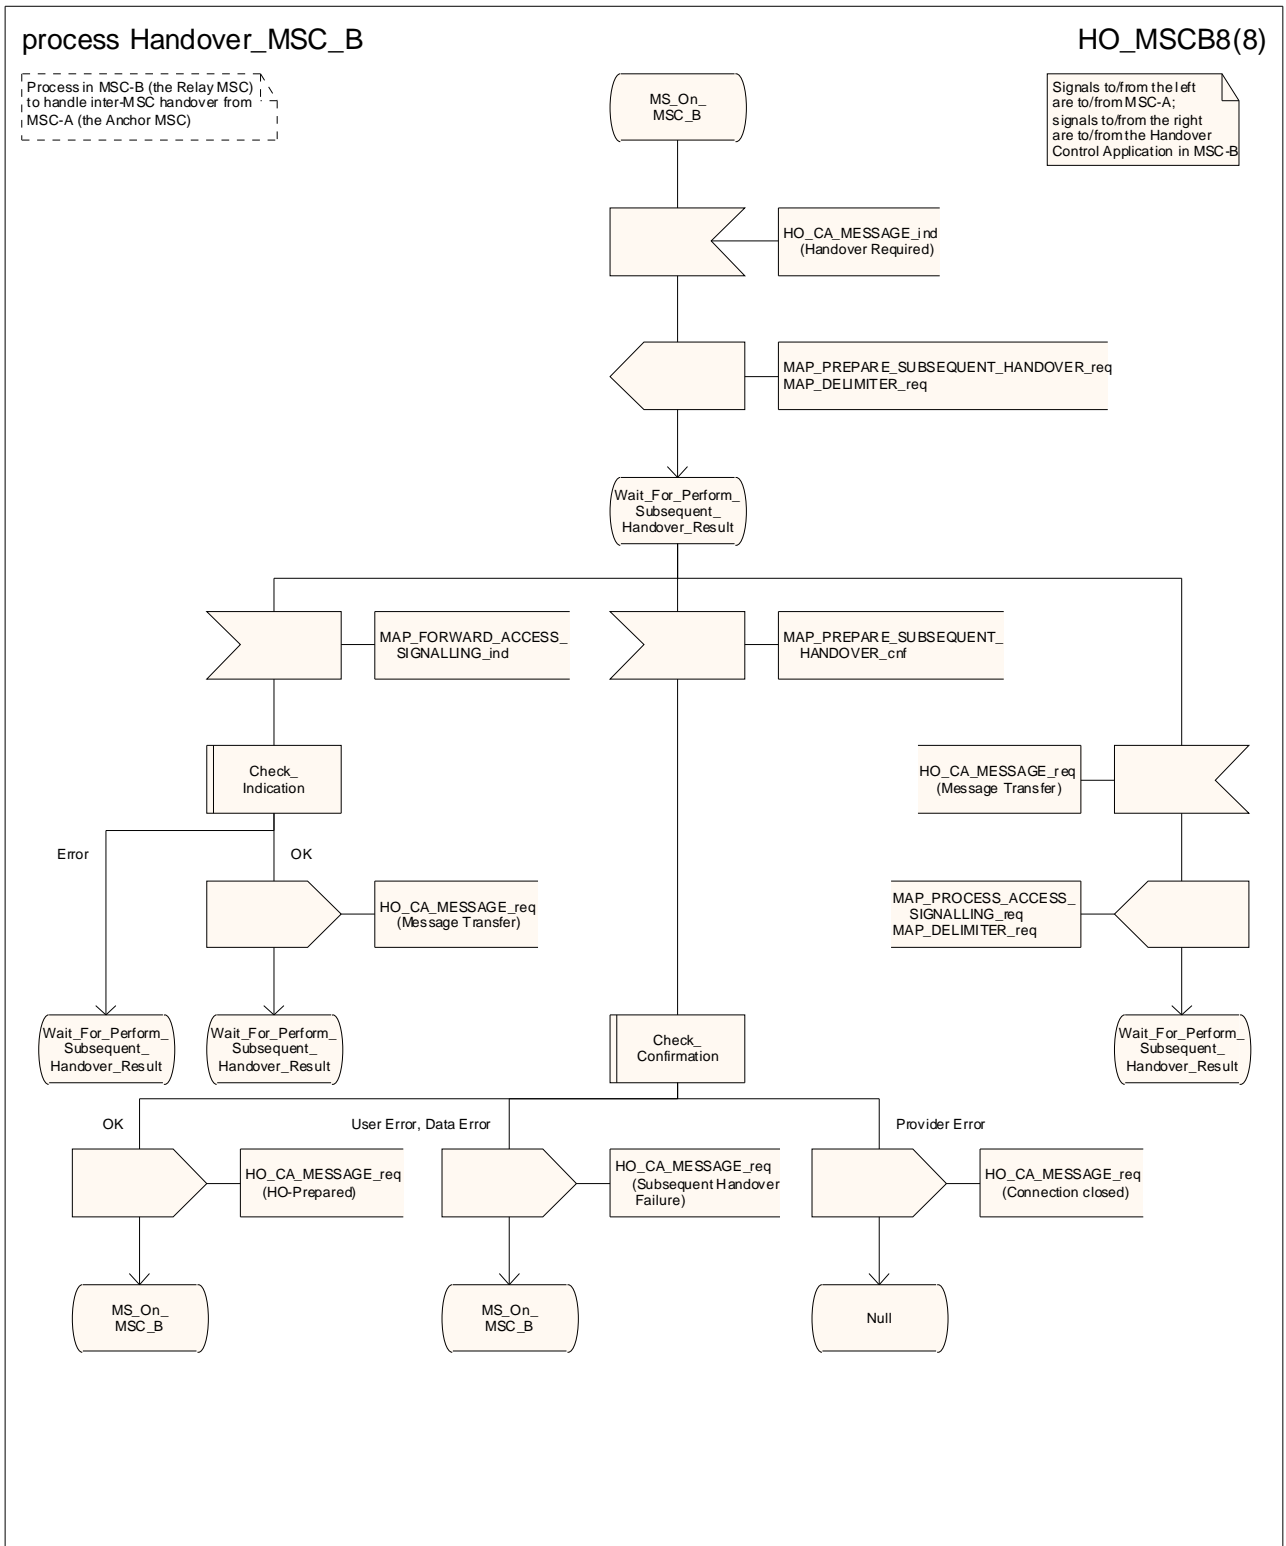 process Handover_MSC_B
HO_MSCB8(8)
Process in MSC-B (the Relay MSC)
to handle inter-MSC handover from
MSC-A (the Anchor MSC)
MS_On_
MSC_B
Signals to/from the left
are to/from MSC-A;
signals to/from the right
are to/from the Handover
Control Application in MSC-B
HO_CA_MESSAGE_ind
(Handover Required)
MAP_PREPARE_SUBSEQUENT_HANDOVER_req
MAP_DELIMITER_req
Wait_For_Perform_
Subsequent_
Handover_Result
MAP_FORWARD_ACCESS_
SIGNALLING_ind
MAP_PREPARE_SUBSEQUENT_
HANDOVER_cnf
Check_
Indication
HO_CA_MESSAGE_req
(Message Transfer)
Error
OK
HO_CA_MESSAGE_req
(Message Transfer)
MAP_PROCESS_ACCESS_
SIGNALLING_req
MAP_DELIMITER_req
Wait_For_Perform_
Subsequent_
Handover_Result
Wait_For_Perform_
Subsequent_
Handover_Result
Check_
Confirmation
Wait_For_Perform_
Subsequent_
Handover_Result
OK
User Error, Data Error
Provider Error
HO_CA_MESSAGE_req
(HO-Prepared)
HO_CA_MESSAGE_req
(Subsequent Handover
Failure)
HO_CA_MESSAGE_req
(Connection closed)
MS_On_
MSC_B
MS_On_
MSC_B
Null